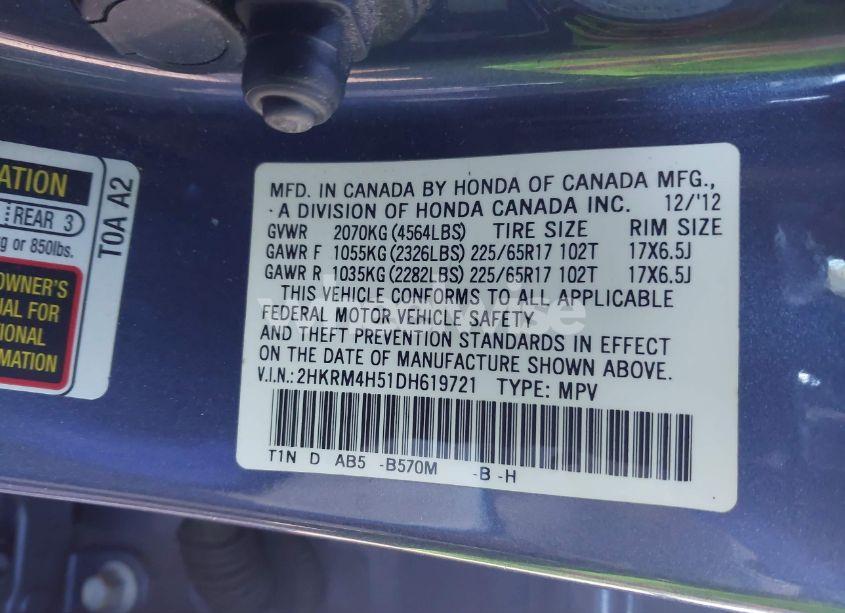 ATION
REAR 3
g or 850lbs.
OWNER'S
UAL FOR
TIONAL
ORMATION
T0A A2
MFD. IN CANADA BY HONDA OF CANADA MFG.,
A DIVISION OF HONDA CANADA INC. 12/'12
GVWR 2070KG (4564LBS) TIRE SIZE RIM SIZE
GAWR F 1055KG (2326LBS) 225/65R17 102T 17X6.5J
GAWR R 1035KG (2282LBS) 225/65R17 102T 17X6.5J
THIS VEHICLE CONFORMS TO ALL APPLICABLE
FEDERAL MOTOR VEHICLE SAFETY
AND THEFT PREVENTION STANDARDS IN EFFECT
ON THE DATE OF MANUFACTURE SHOWN ABOVE.
V.I.N.: 2HKRM4H51DH619721 TYPE: MPV
T1N D AB5 -B570M -B -H